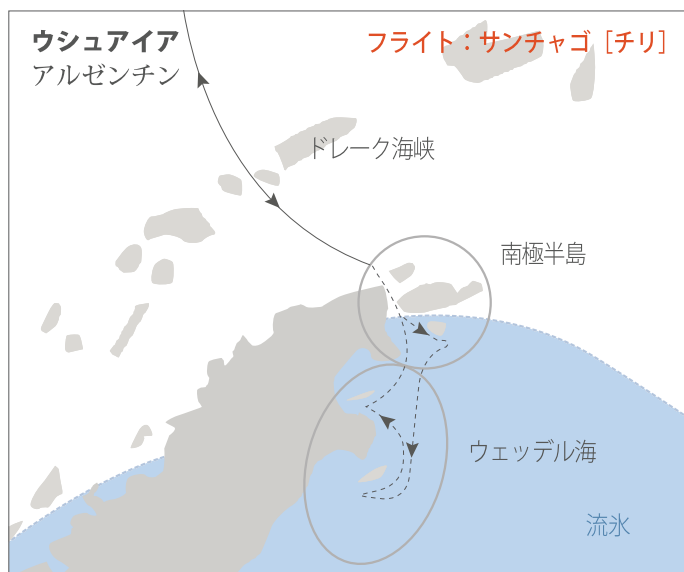 ウシュアイア
アルゼンチン
フライト：サンチャゴ［チリ］
ドレーク海峡
南極半島
ウェッデル海
流氷